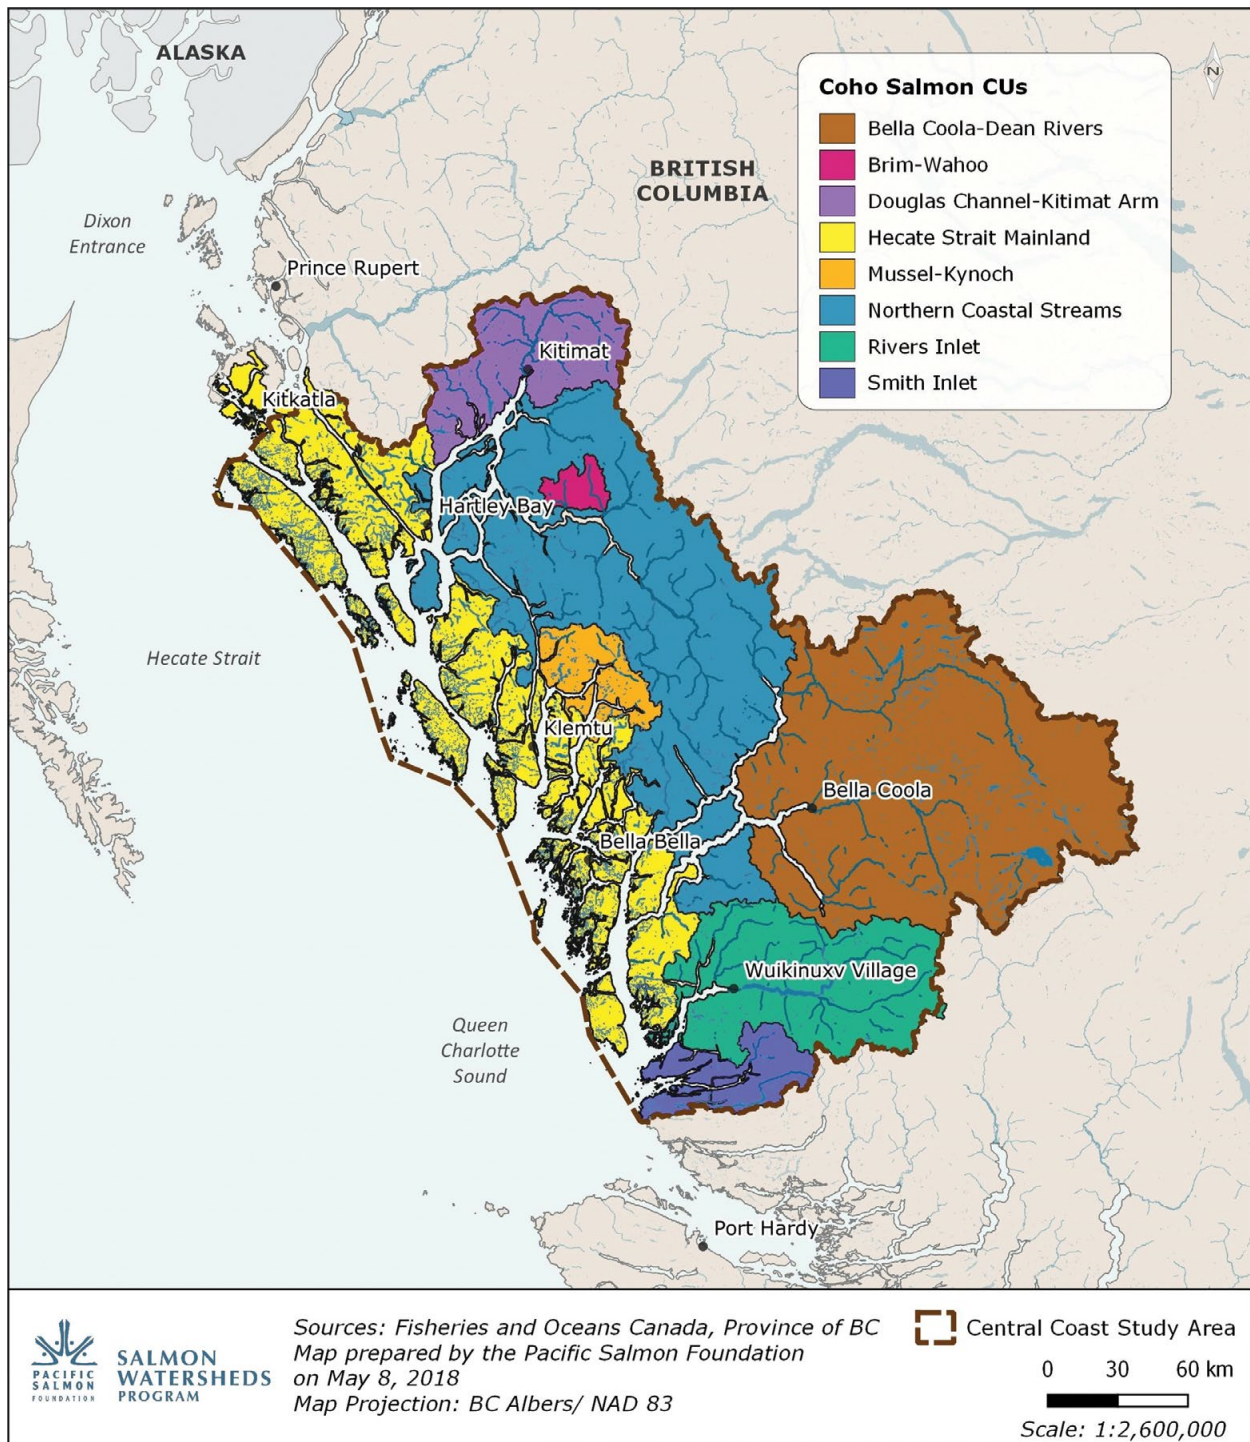 ALASKA
Coho Salmon CUs
Bella Coola-Dean Rivers
Brim-Wahoo
Douglas Channel-Kitimat Arm
Hecate Strait Mainland
Mussel-Kynoch
Northern Coastal Streams
Rivers Inlet
Smith Inlet
N
BRITISH
COLUMBIA
Dixon
Entrance
Prince Rupert
Kitimat
Kitkatla
Hartley Bay
Hecate Strait
Klemtu
Bella Coola
Bella Bella
Wuikinuxv Village
Queen
Charlotte
Sound
Port Hardy
PACIFIC
SALMON
FOUNDATION
SALMON
WATERSHEDS
PROGRAM
Sources: Fisheries and Oceans Canada, Province of BC
Map prepared by the Pacific Salmon Foundation
on May 8, 2018
Map Projection: BC Albers/ NAD 83
Central Coast Study Area
0 30 60 km
Scale: 1:2,600,000